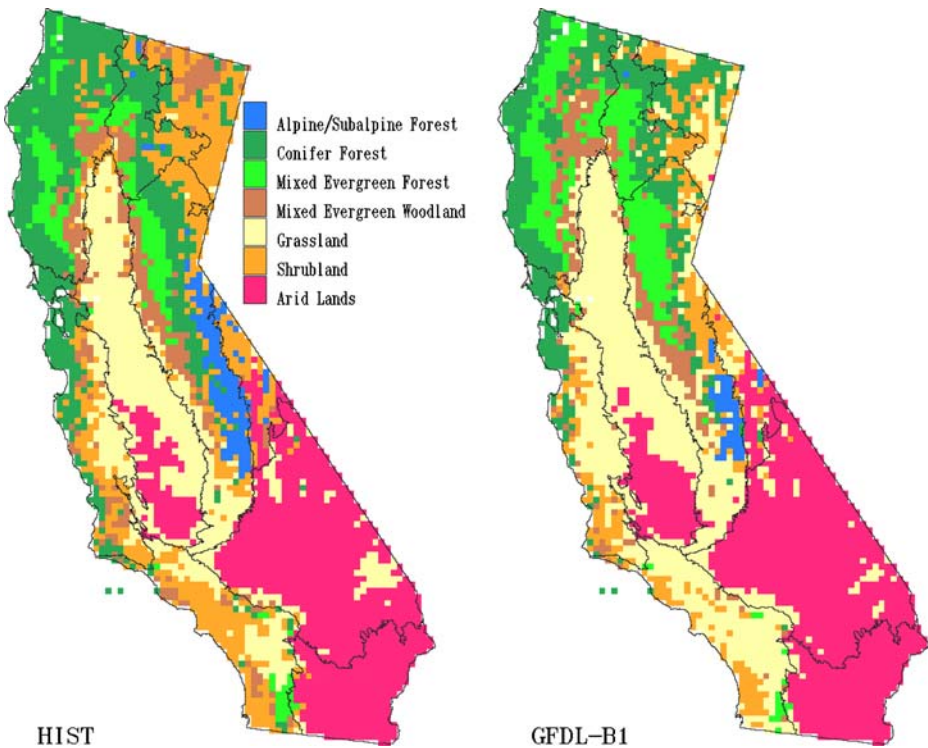 Alpine/Subalpine Forest
Conifer Forest
Mixed Evergreen Forest
Mixed Evergreen Woodland
Grassland
Shrubland
Arid Lands
HIST
GFDL-B1